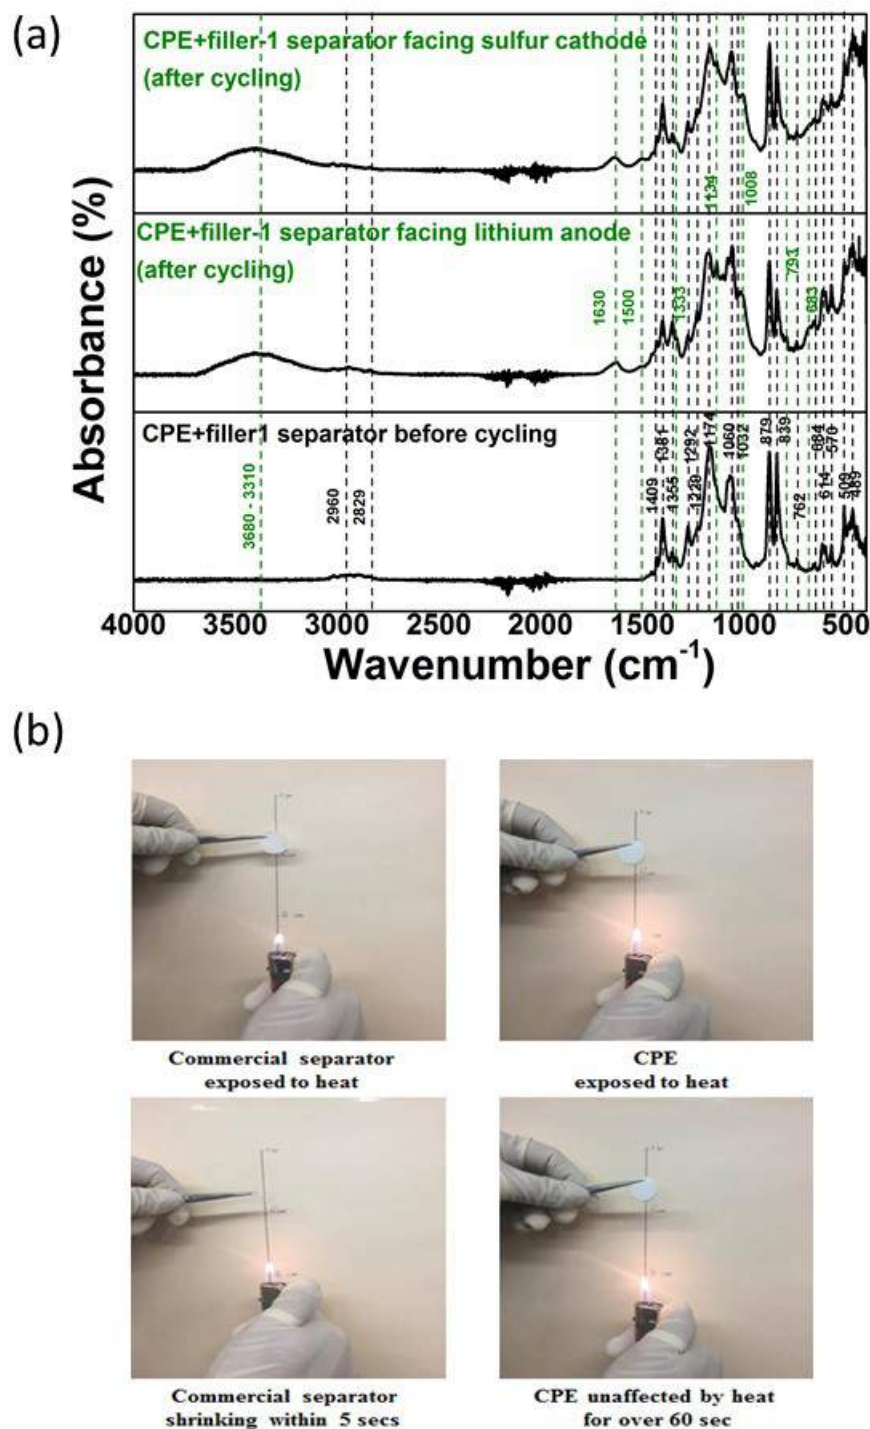 (a)
CPE+filler-1 separator facing sulfur cathode
(after cycling)
1134
1008
CPE+filler-1 separator facing lithium anode
(after cycling)
1630
1500
1333
793
683
CPE+filler1 separator before cycling
3680 - 3310
2960
2829
1409
1381
1355
1292
1229
1174
1060
1032
879
839
762
664
614
570
509
489
Absorbance (%)
4000 3500 3000 2500 2000 1500 1000 500
Wavenumber (cm-1)
(b)
Commercial separator
exposed to heat
CPE
exposed to heat
Commercial separator
shrinking within 5 secs
CPE unaffected by heat
for over 60 sec